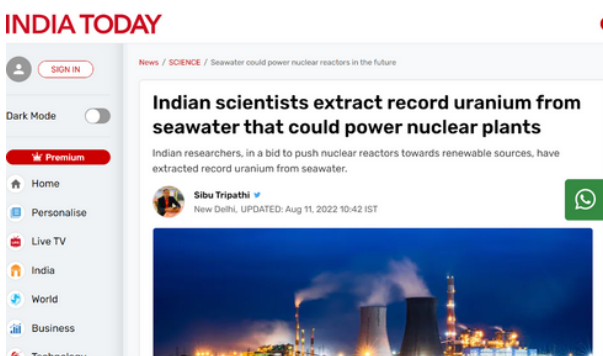 INDIA TODAY
SIGN IN
Dark Mode
Premium
Home
Personalise
Live TV
India
World
Business
Technology
News / SCIENCE / Seawater could power nuclear reactors in the future
Indian scientists extract record uranium from
seawater that could power nuclear plants
Indian researchers, in a bid to push nuclear reactors towards renewable sources, have
extracted record uranium from seawater.
Sibu Tripathi
New Delhi, UPDATED: Aug 11, 2022 10:42 IST